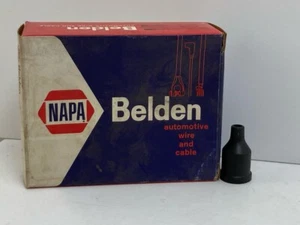 NAPA
Belden
automotive
wire
and
cable